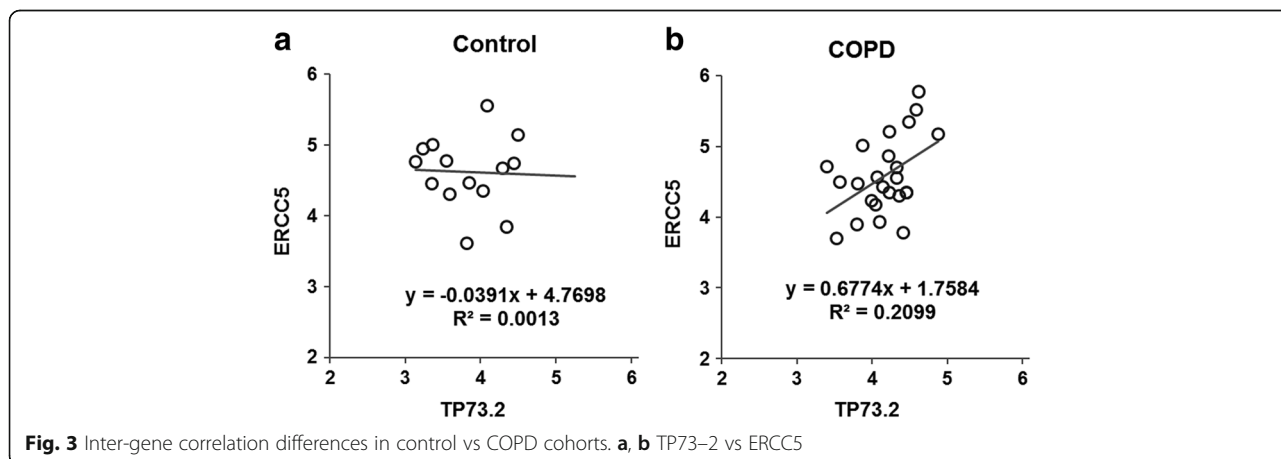 a
Control
6
5
4
3
2
ERCC5
y = -0.0391x + 4.7698
R² = 0.0013
2 3 4 5 6
TP73.2
b
COPD
6
5
4
3
2
ERCC5
y = 0.6774x + 1.7584
R² = 0.2099
2 3 4 5 6
TP73.2
Fig. 3 Inter-gene correlation differences in control vs COPD cohorts. a, b TP73–2 vs ERCC5